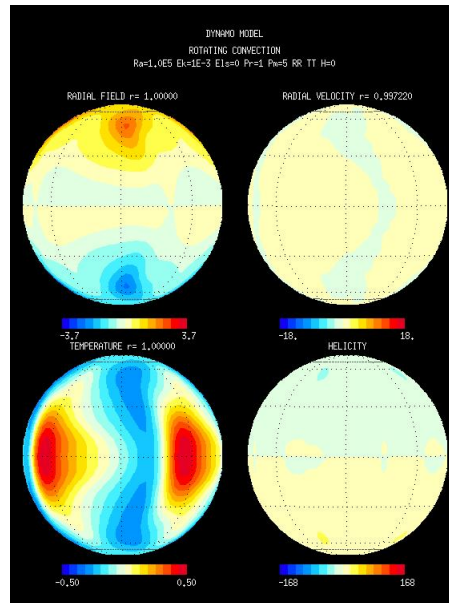 DYNAMO MODEL
ROTATING CONVECTION
Ra=1.0E5 Ek=1E-3 Els=0 Pr=1 Pm=5 RR TT H=0
RADIAL FIELD r= 1.00000
RADIAL VELOCITY r= 0.997220
-3.7 3.7
-18. 18.
TEMPERATURE r= 1.00000
HELICITY
-0.50 0.50
-168 168